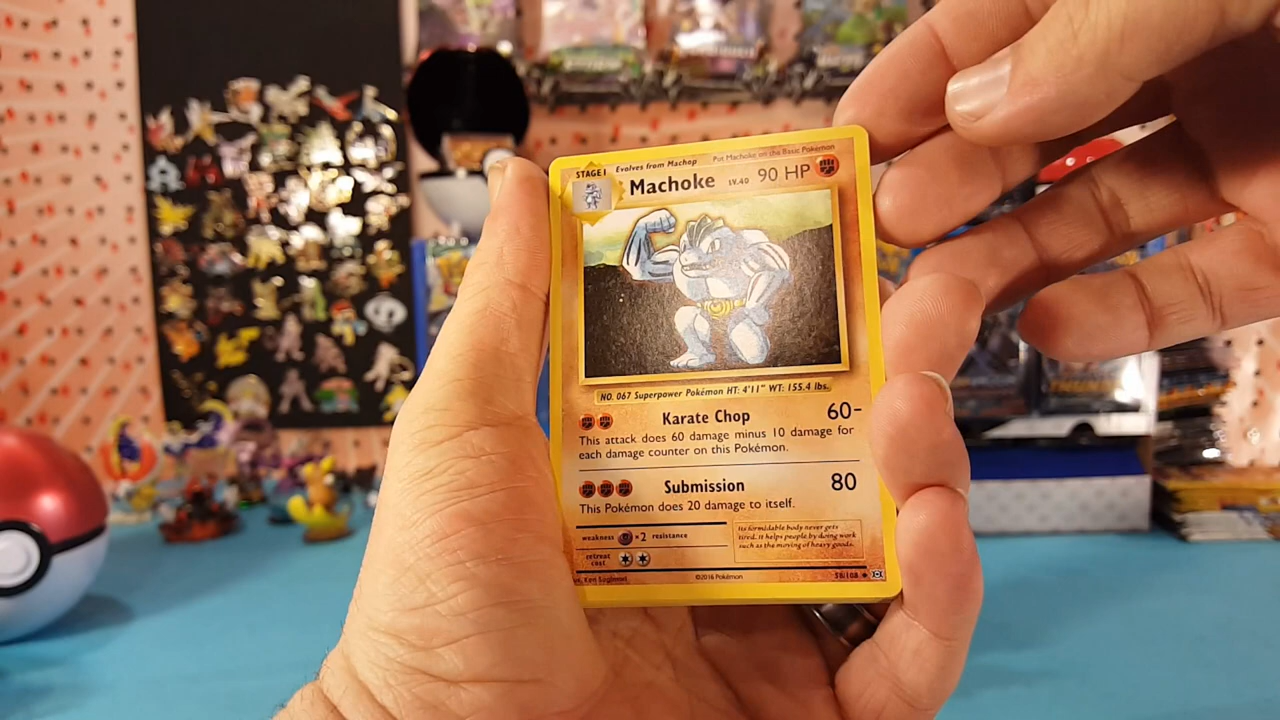 STAGE 1 Evolves from Machop Put Machoke on the Basic Pokémon
Machoke LV.40 90 HP
NO. 067 Superpower Pokémon HT: 4'11" WT: 155.4 lbs.
Karate Chop 60-
This attack does 60 damage minus 10 damage for
each damage counter on this Pokémon.
Submission 80
This Pokémon does 20 damage to itself.
weakness ×2 resistance
retreat
cost
Its formidable body never gets
tired. It helps people by doing work
such as the moving of heavy goods.
Ken Sugimori ©2016 Pokémon 58/108